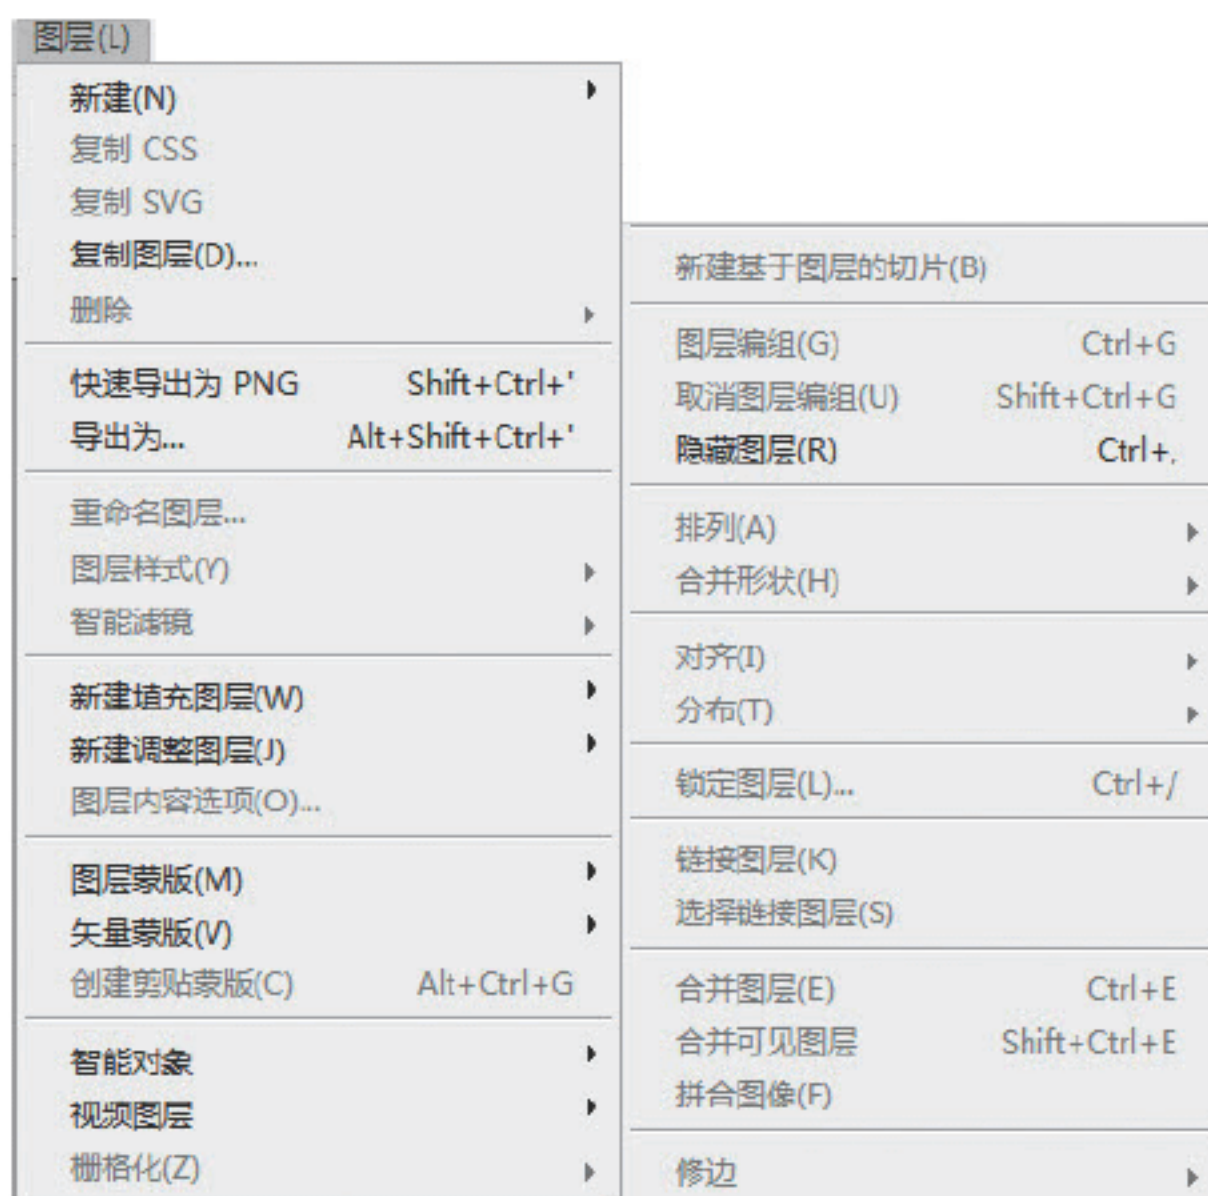 图层(L)
新建(N)
复制 CSS
复制 SVG
复制图层(D)...
删除
快速导出为 PNG Shift+Ctrl+'
导出为... Alt+Shift+Ctrl+'
重命名图层...
图层样式(Y)
智能滤镜
新建填充图层(W)
新建调整图层(J)
图层内容选项(O)...
图层蒙版(M)
矢量蒙版(V)
创建剪贴蒙版(C) Alt+Ctrl+G
智能对象
视频图层
栅格化(Z)
新建基于图层的切片(B)
图层编组(G) Ctrl+G
取消图层编组(U) Shift+Ctrl+G
隐藏图层(R) Ctrl+,
排列(A)
合并形状(H)
对齐(I)
分布(T)
锁定图层(L)... Ctrl+/
链接图层(K)
选择链接图层(S)
合并图层(E) Ctrl+E
合并可见图层 Shift+Ctrl+E
拼合图像(F)
修边